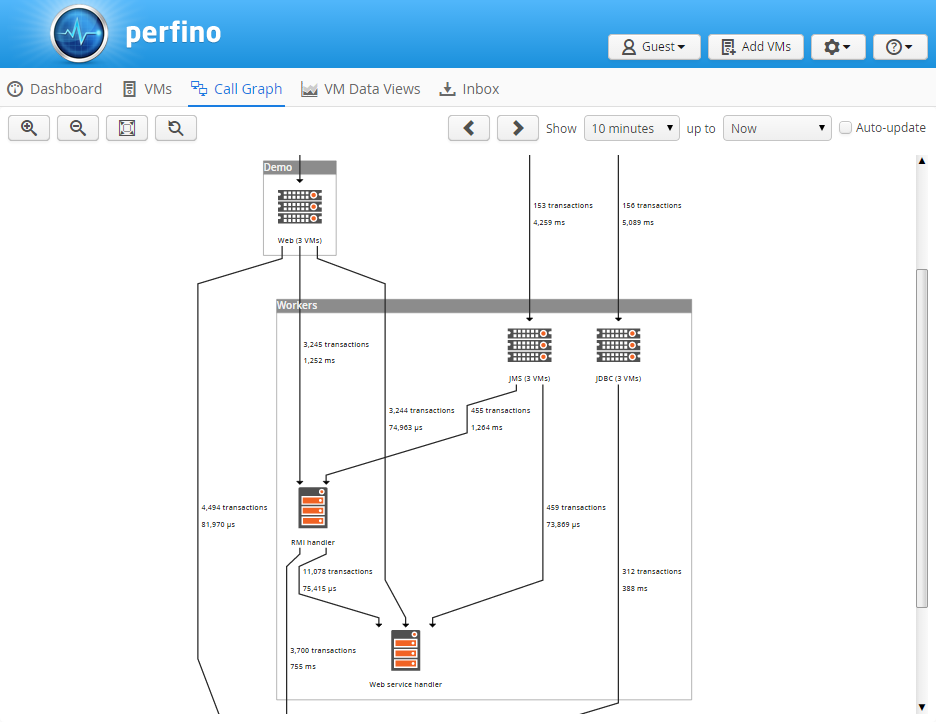 perfino
Guest
Add VMs
Dashboard
VMs
Call Graph
VM Data Views
Inbox
Show
10 minutes
up to
Now
Auto-update
Demo
Web (3 VMs)
153 transactions
4,259 ms
156 transactions
5,089 ms
Workers
3,245 transactions
1,252 ms
JMS (3 VMs)
JDBC (3 VMs)
3,244 transactions
74,963 µs
455 transactions
1,264 ms
4,494 transactions
81,970 µs
459 transactions
73,869 µs
RMI handler
11,078 transactions
75,415 µs
312 transactions
388 ms
3,700 transactions
755 ms
Web service handler